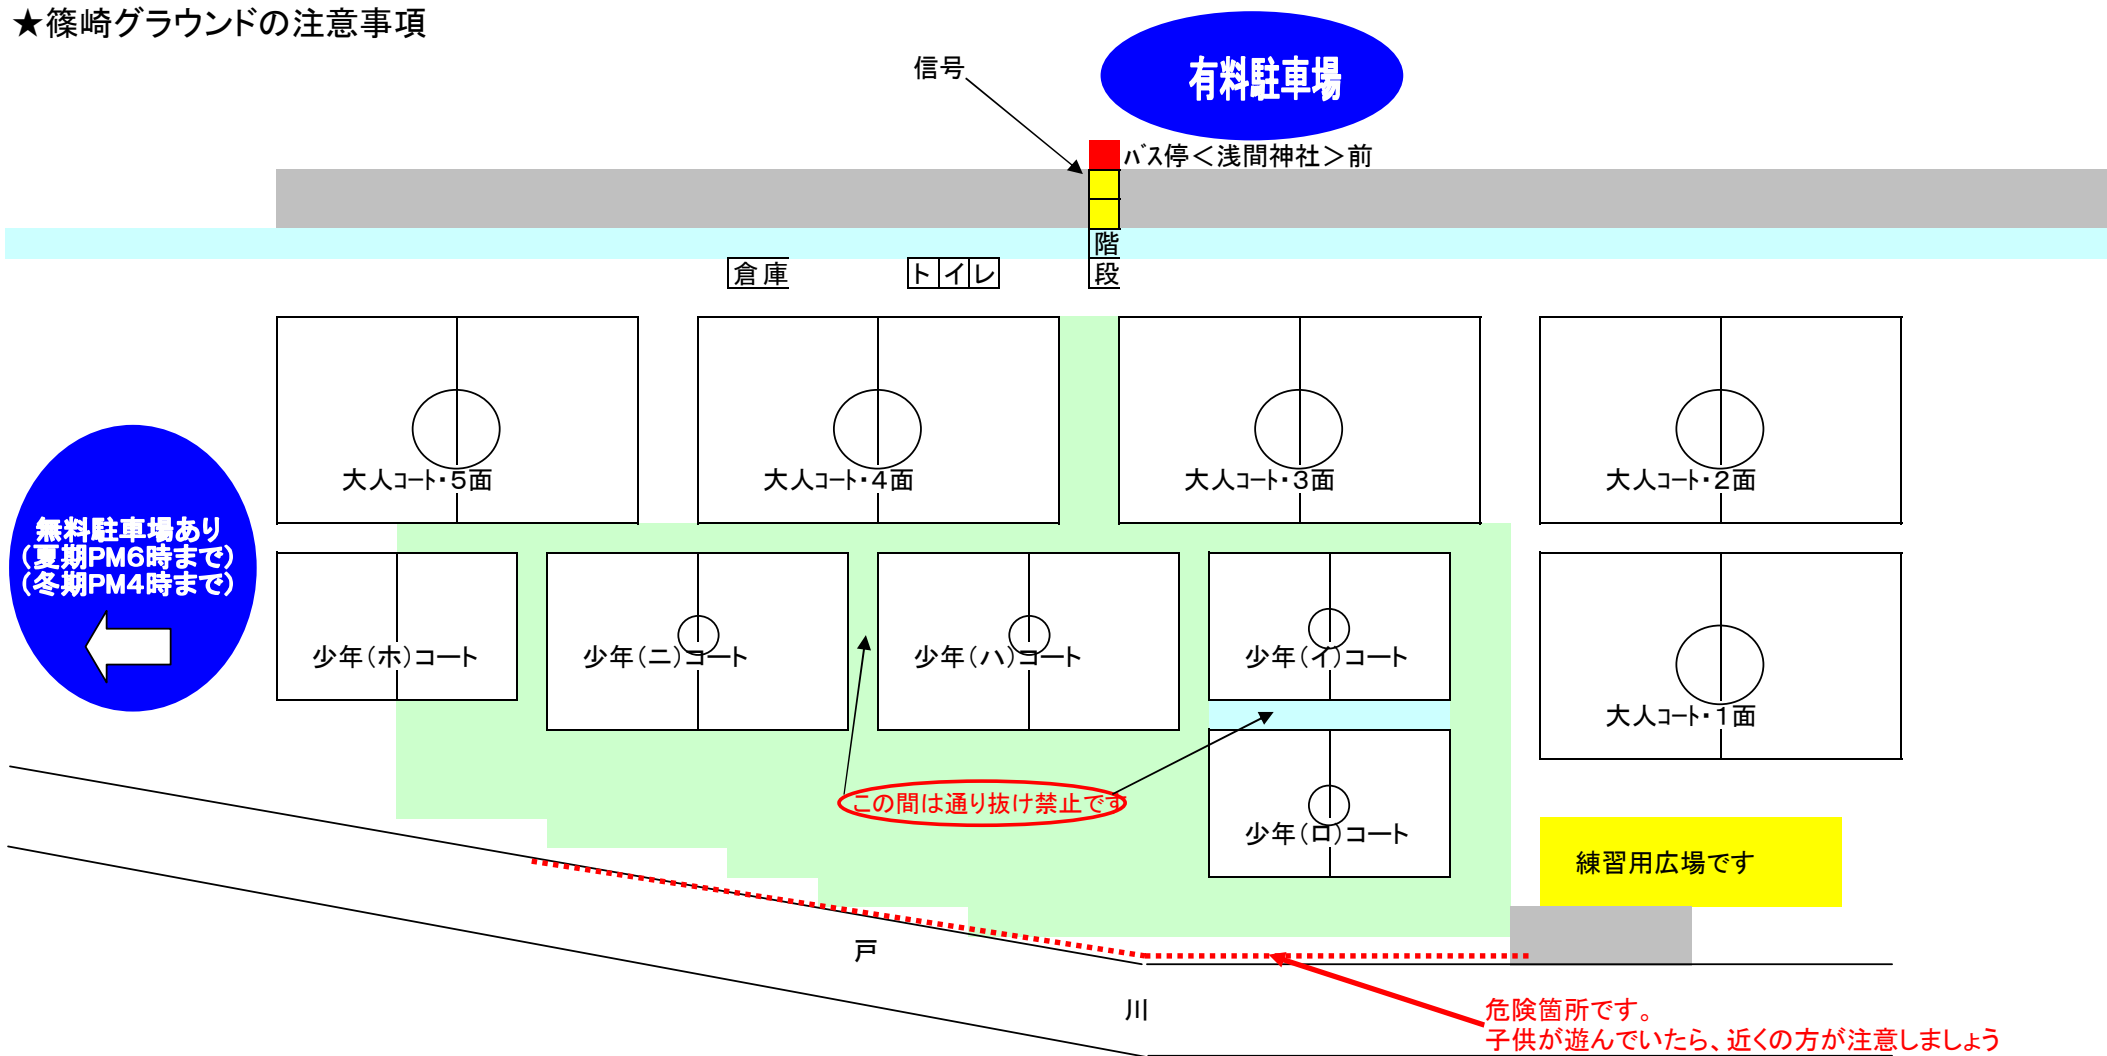 ★篠崎グラウンドの注意事項
信号
有料駐車場
バス停＜浅間神社＞前
階段
倉庫
トイレ
大人コート・５面
大人コート・４面
大人コート・３面
大人コート・２面
無料駐車場あり
（夏期PM6時まで）
（冬期PM4時まで）
少年（ホ）コート
少年（ニ）コート
少年（ハ）コート
少年（イ）コート
大人コート・１面
この間は通り抜け禁止です
少年（ロ）コート
練習用広場です
戸
川
危険箇所です。
子供が遊んでいたら、近くの方が注意しましょう